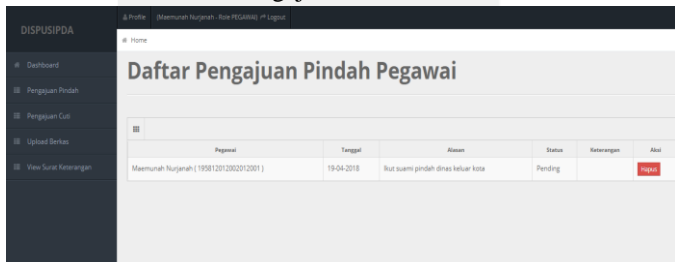 DISPUSIPDA
Profile (Maemunah Nurjanah - Role PEGAWAI) Logout
Home
Dashboard
Pengajuan Pindah
Pengajuan Cuti
Upload Berkas
View Surat Keterangan
Daftar Pengajuan Pindah Pegawai
Pegawai Tanggal Alasan Status Keterangan Aksi
Maemunah Nurjanah ( 195812012002012001 ) 19-04-2018 Ikut suami pindah dinas keluar kota Pending Hapus